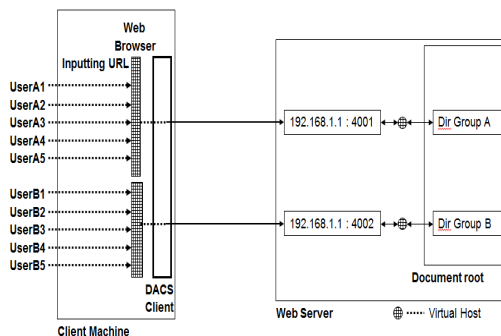 Web
Browser
Inputting URL
UserA1
UserA2
UserA3
UserA4
UserA5
UserB1
UserB2
UserB3
UserB4
UserB5
DACS
Client
Client Machine
192.168.1.1 : 4001
Dir Group A
192.168.1.1 : 4002
Dir Group B
Document root
Web Server
Virtual Host